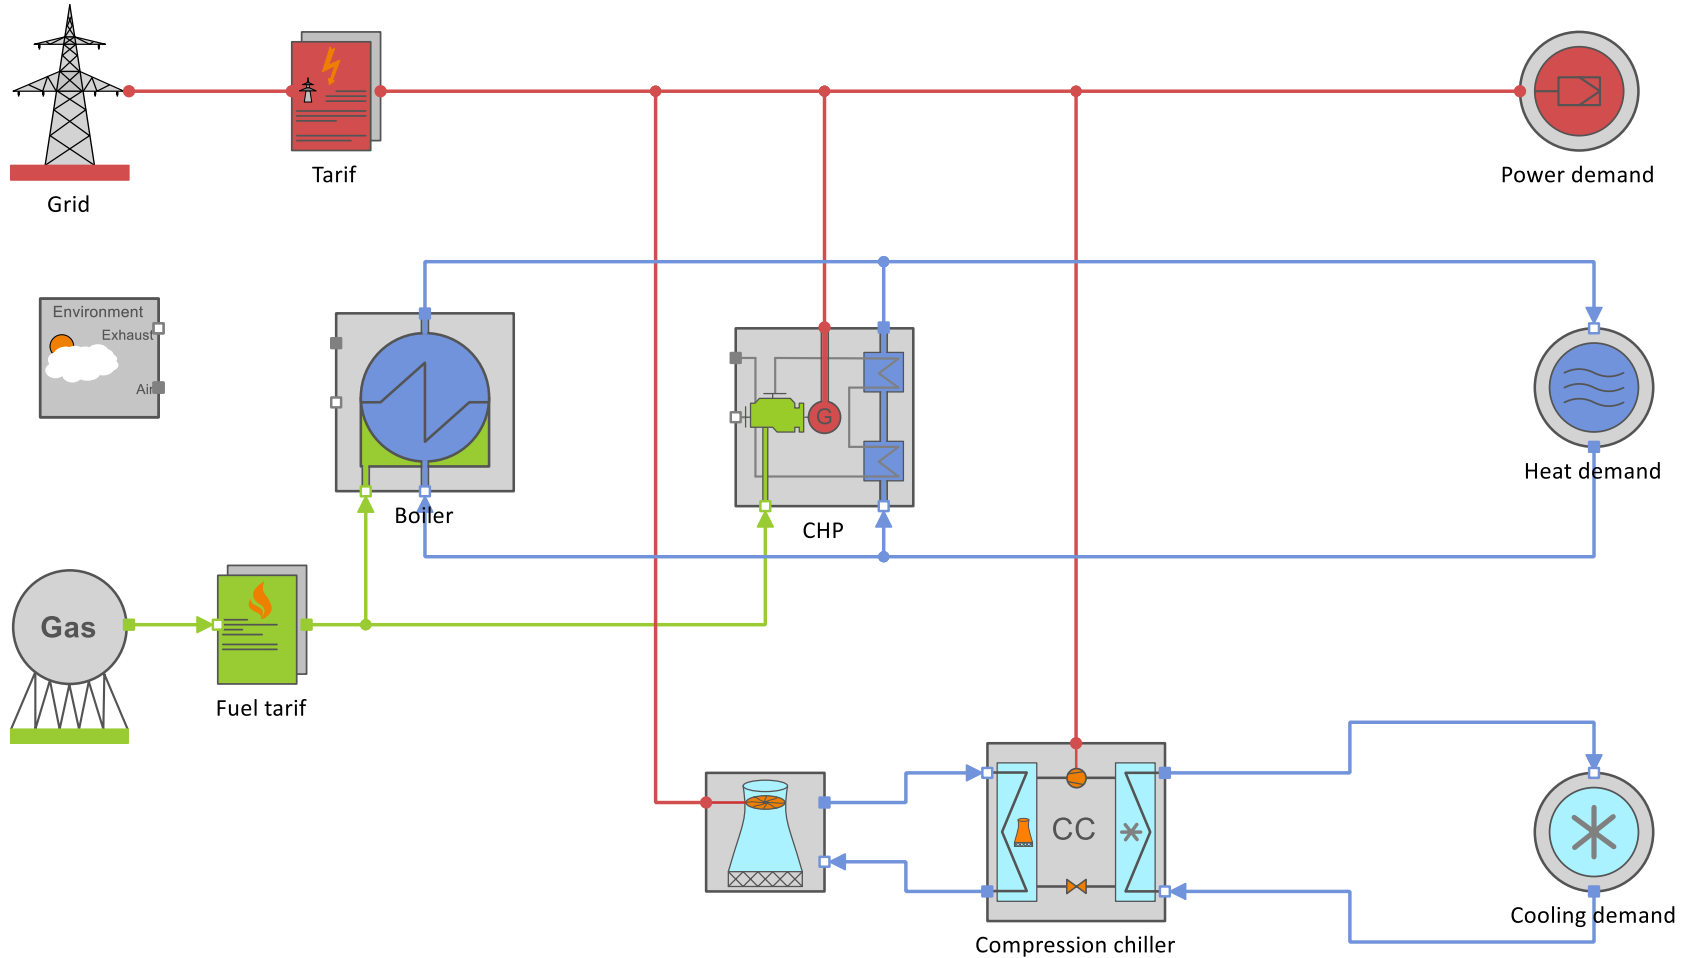 Tarif
Power demand
Grid
Environment
Exhaust
Air
G
Heat demand
Boiler
CHP
Gas
Fuel tarif
CC
Cooling demand
Compression chiller